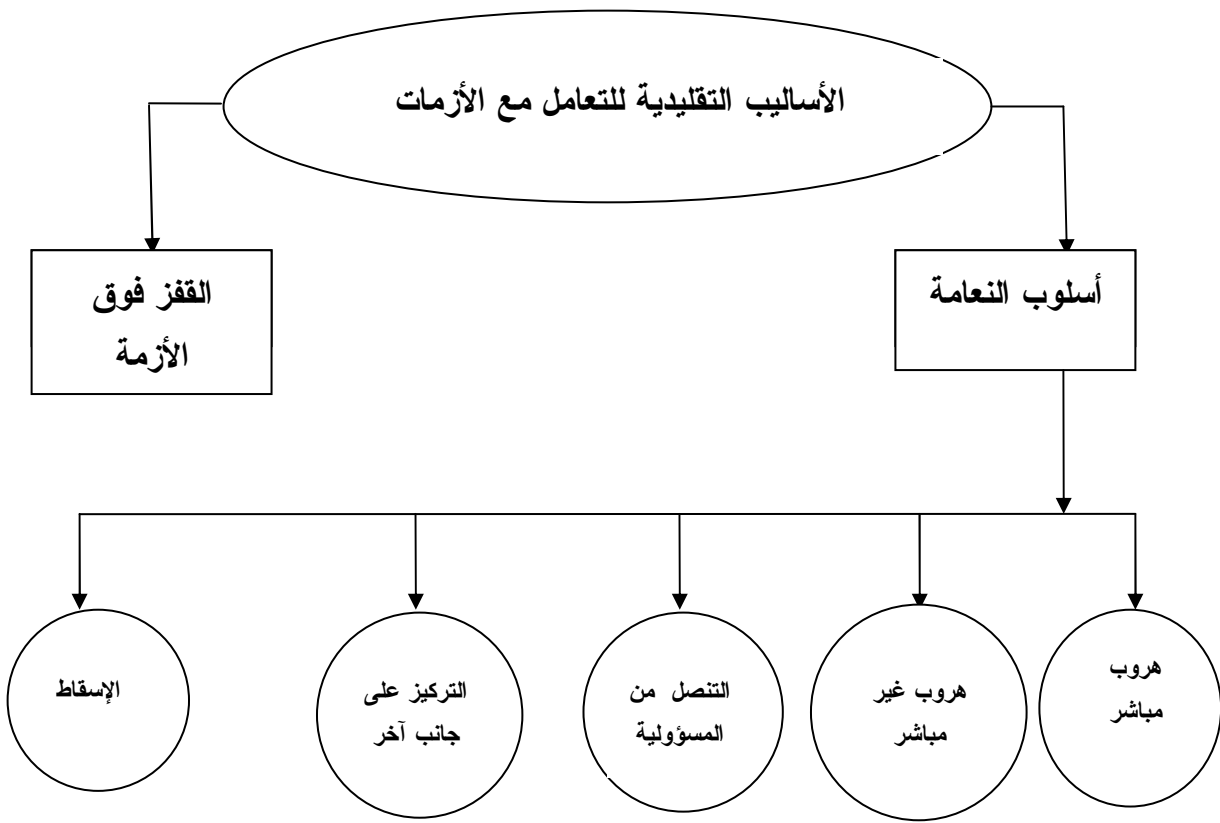 الأساليب التقليدية للتعامل مع الأزمات
أسلوب النعامة
القفز فوق
الأزمة
هروب
مباشر
هروب غير
مباشر
التنصل من
المسؤولية
التركيز على
جانب آخر
الإسقاط